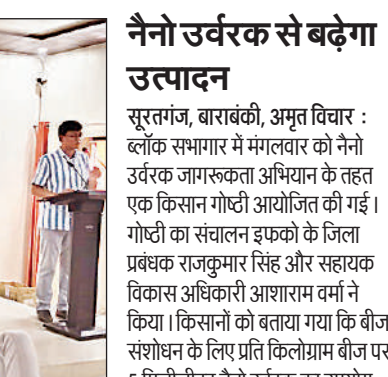 नैनो उर्वरक से बढ़ेगा
उत्पादन
सूरतगंज, बाराबंकी, अमृत विचार :
ब्लॉक सभागार में मंगलवार को नैनो
उर्वरक जागरूकता अभियान के तहत
एक किसान गोष्ठी आयोजित की गई।
गोष्ठी का संचालन इफको के जिला
प्रबंधक राजकुमार सिंह और सहायक
विकास अधिकारी आशाराम वर्मा ने
किया। किसानों को बताया गया कि बीज
संशोधन के लिए प्रति किलोग्राम बीज पर